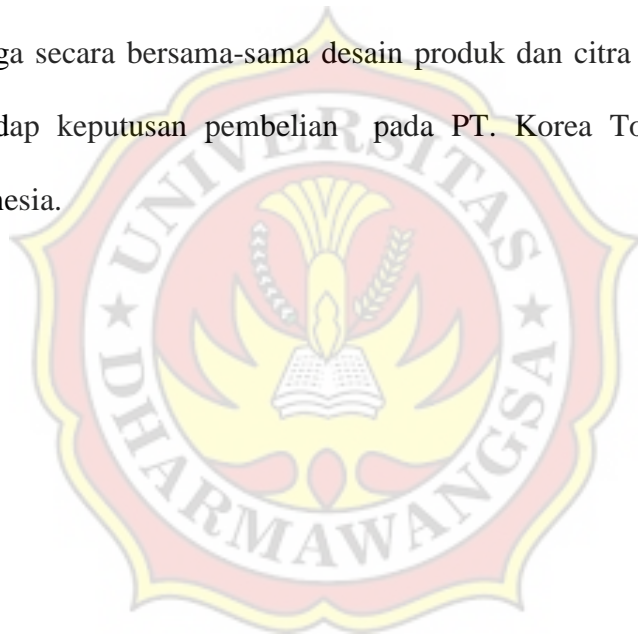 ga secara bersama-sama desain produk dan citra
dap keputusan pembelian pada PT. Korea To
nesia.
UNIVERSITAS
DHARMAWANGSA